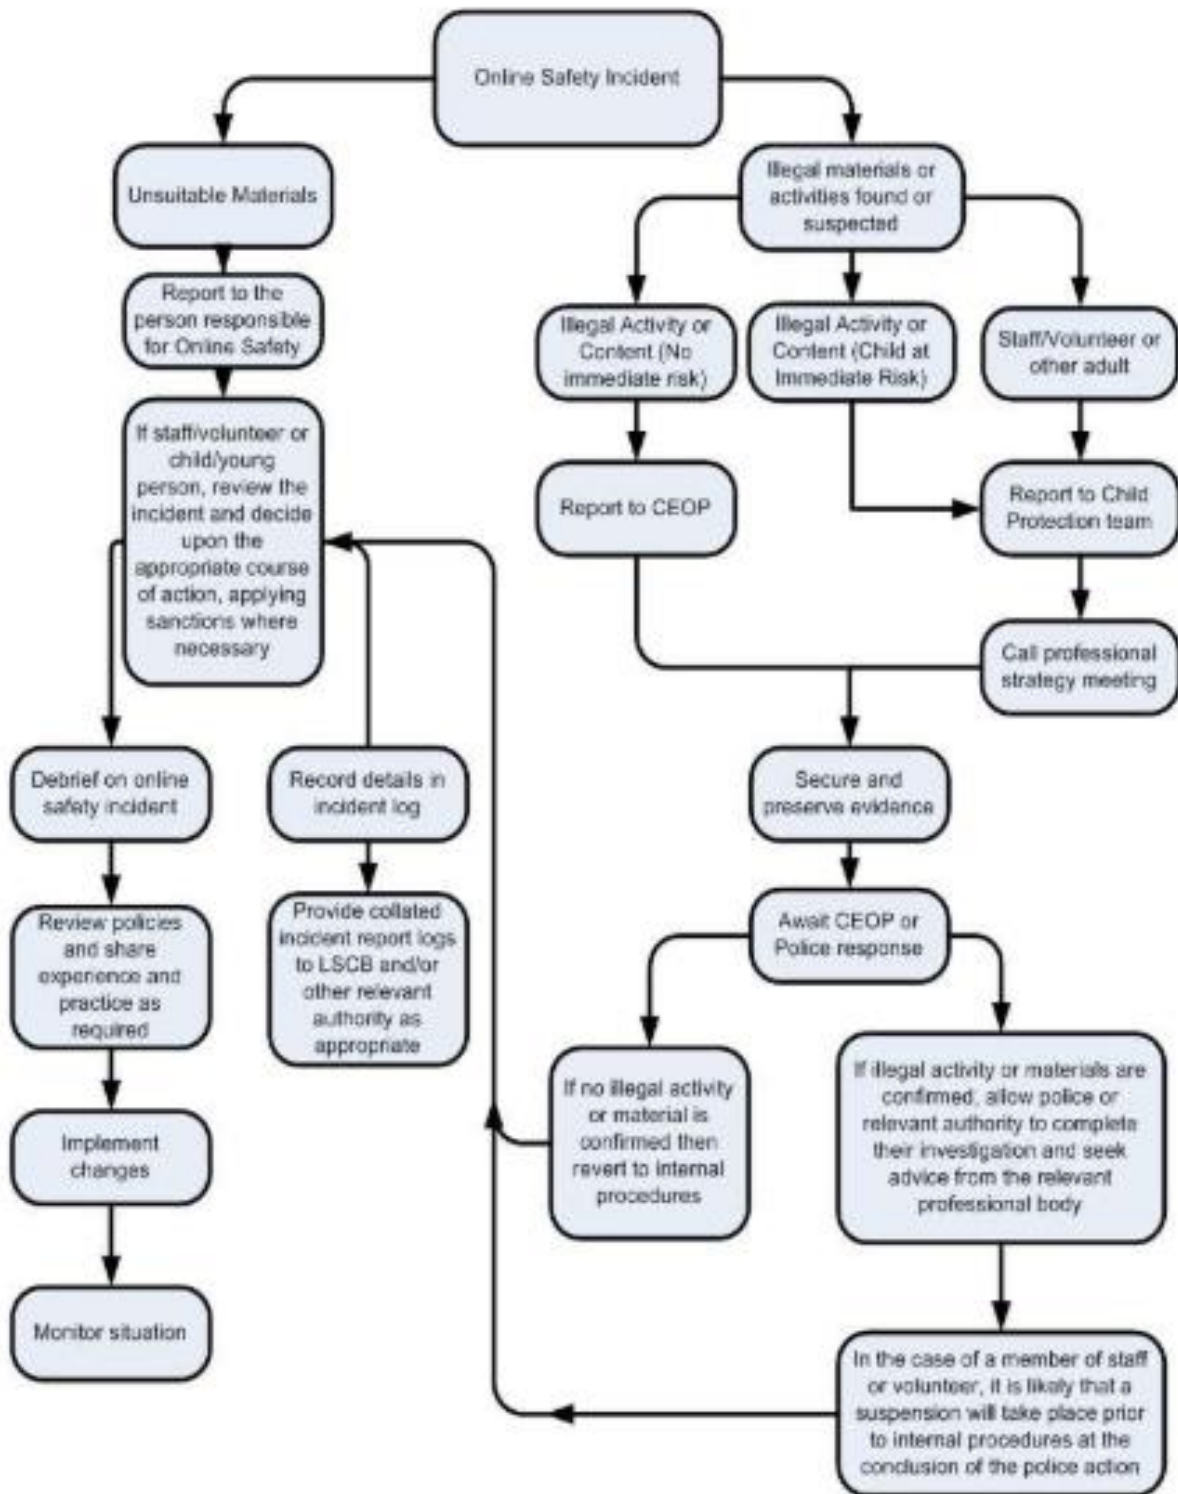 Online Safety Incident
Unsuitable Materials
Report to the
person responsible
for Online Safety
If staff/volunteer or
child/young
person, review the
incident and decide
upon the
appropriate course
of action, applying
sanctions where
necessary
Debrief on online
safety incident
Review policies
and share
experience and
practice as
required
Implement
changes
Monitor situation
Record details in
incident log
Provide collated
incident report logs
to LSCB and/or
other relevant
authority as
appropriate
Illegal materials or
activities found or
suspected
Illegal Activity or
Content (No
immediate risk)
Illegal Activity or
Content (Child at
Immediate Risk)
Staff/Volunteer or
other adult
Report to CEOP
Report to Child
Protection team
Call professional
strategy meeting
Secure and
preserve evidence
Await CEOP or
Police response
If no illegal activity
or material is
confirmed then
revert to internal
procedures
If illegal activity or materials are
confirmed, allow police or
relevant authority to complete
their investigation and seek
advice from the relevant
professional body
In the case of a member of staff
or volunteer, it is likely that a
suspension will take place prior
to internal procedures at the
conclusion of the police action